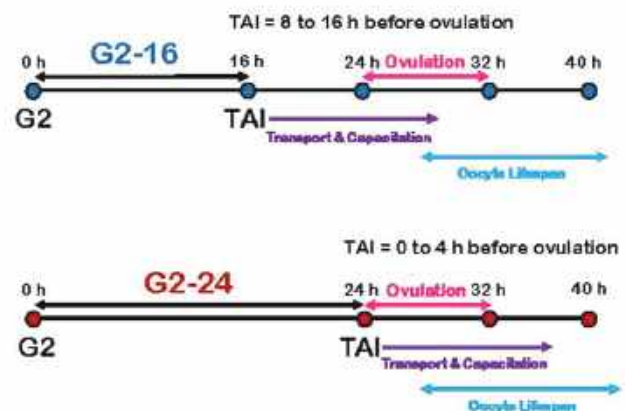 TAI = 8 to 16 h before ovulation
0 h G2-16 16 h 24 h Ovulation 32 h 40 h
G2 TAI
Transport & Capacitation
Oocyte Lifespan
TAI = 0 to 4 h before ovulation
0 h G2-24 24 h Ovulation 32 h 40 h
G2 TAI
Transport & Capacitation
Oocyte Lifespan